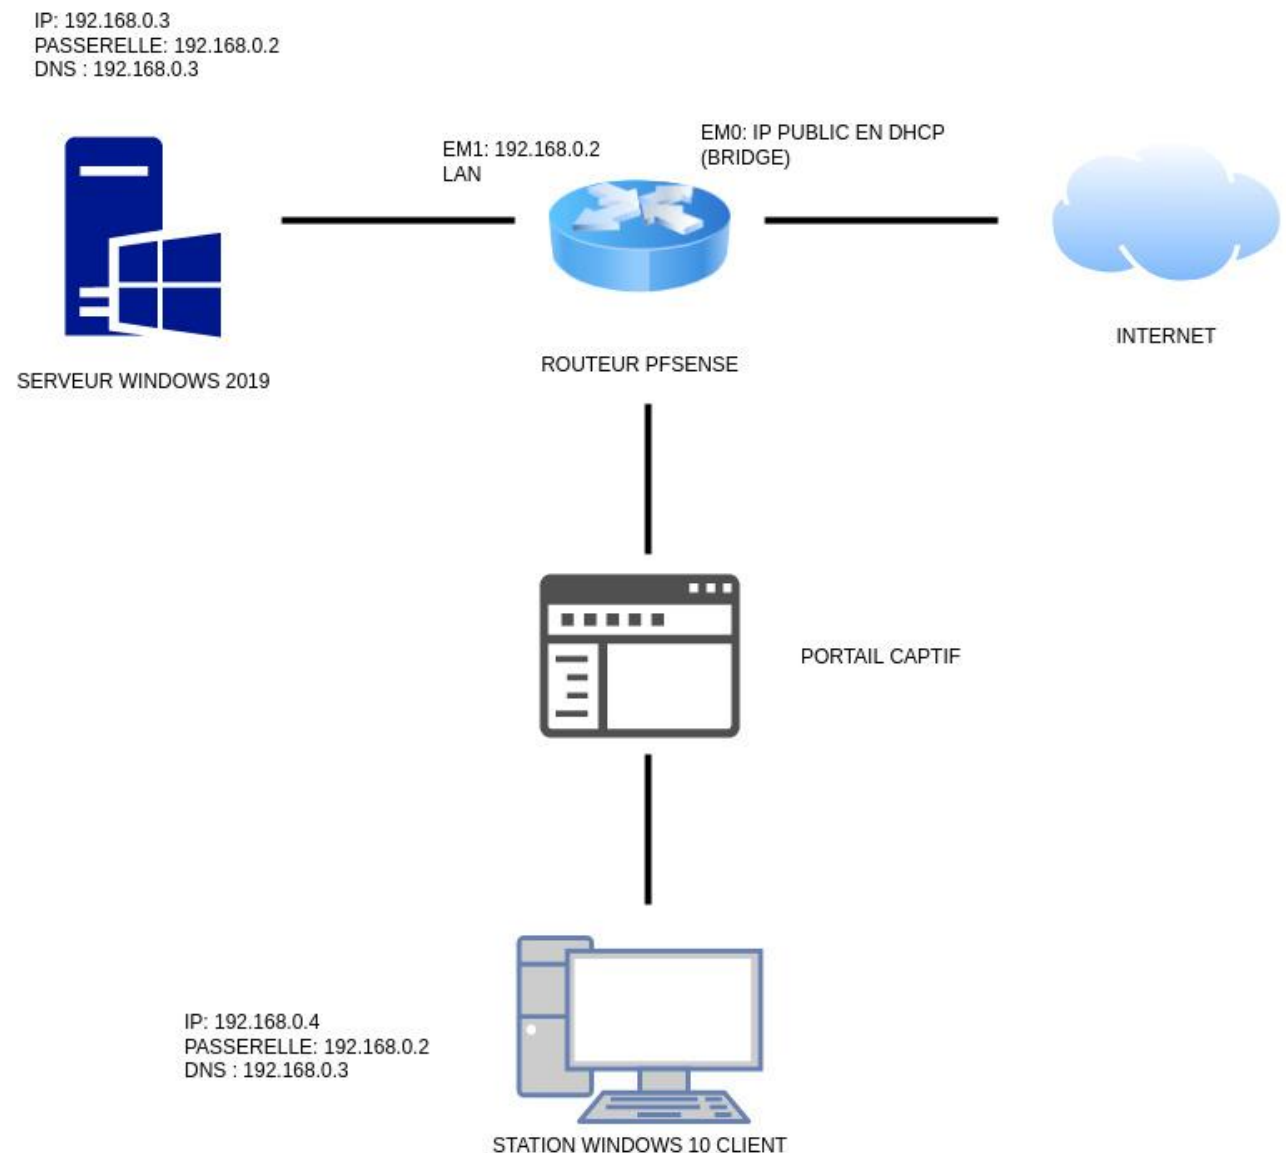 IP: 192.168.0.3
PASSERELLE: 192.168.0.2
DNS : 192.168.0.3
EM1: 192.168.0.2
LAN
EM0: IP PUBLIC EN DHCP
(BRIDGE)
INTERNET
ROUTEUR PFSENSE
SERVEUR WINDOWS 2019
PORTAIL CAPTIF
IP: 192.168.0.4
PASSERELLE: 192.168.0.2
DNS : 192.168.0.3
STATION WINDOWS 10 CLIENT